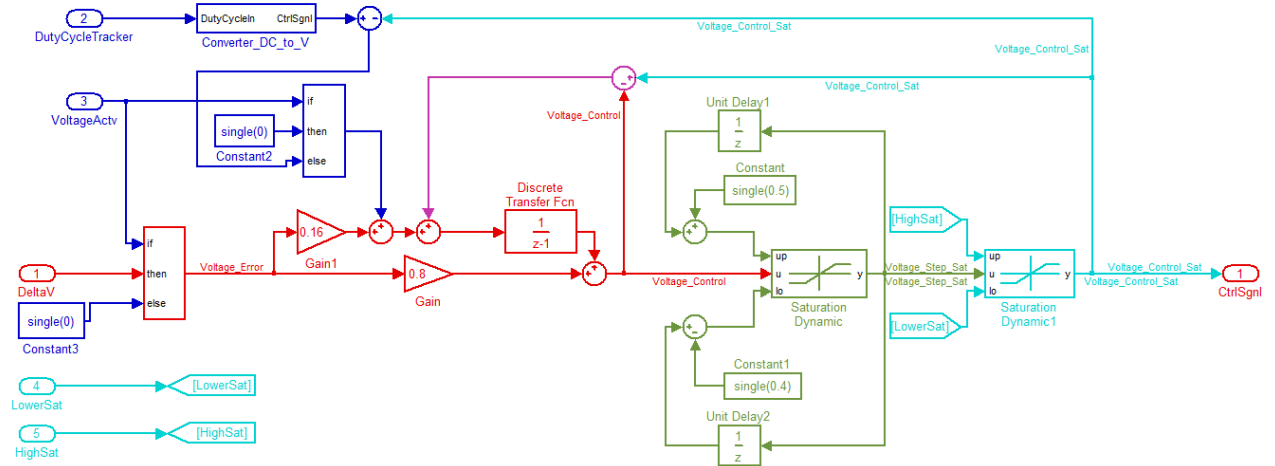 2
DutyCycleTracker
DutyCycleIn CtrlSgnl
Converter_DC_to_V
Voltage_Control_Sat
Voltage_Control_Sat
Voltage_Control_Sat
3
VoltageActv
if
then
else
single(0)
Constant2
Voltage_Control
Unit Delay1
1
z
Constant
single(0.5)
Discrete
Transfer Fcn
1
z-1
0.16
Gain1
0.8
Gain
1
DeltaV
if
then
else
single(0)
Constant3
Voltage_Error
Voltage_Control
up
u
lo
y
Saturation
Dynamic
Voltage_Step_Sat
Voltage_Step_Sat
[HighSat]
[LowerSat]
up
u
lo
y
Saturation
Dynamic1
Voltage_Control_Sat
Voltage_Control_Sat
1
CtrlSgnl
Constant1
single(0.4)
Unit Delay2
1
z
4
LowerSat
[LowerSat]
5
HighSat
[HighSat]